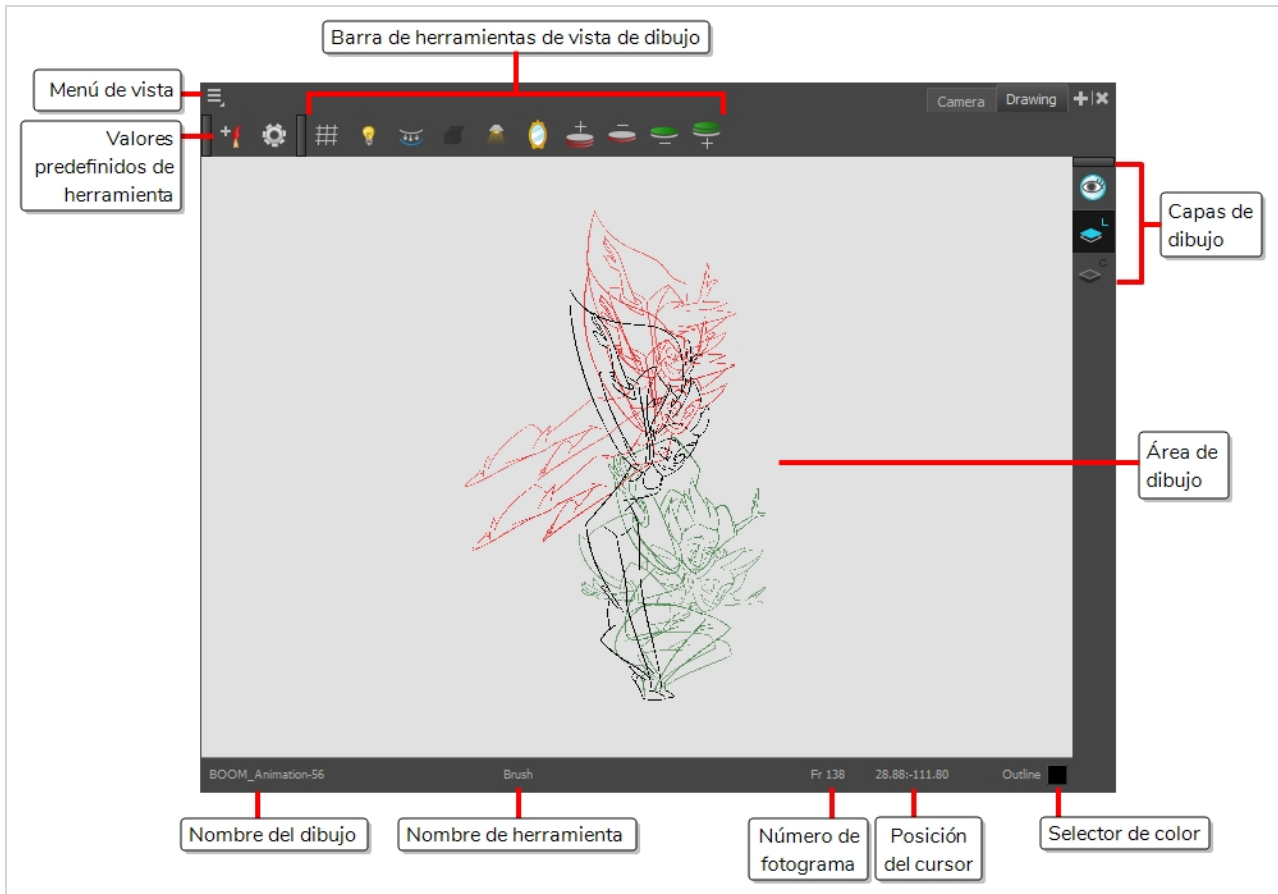 Barra de herramientas de vista de dibujo
Menú de vista
Camera
Drawing
Valores
predefinidos de
herramienta
L
C
Capas de
dibujo
Área de
dibujo
BOOM_Animation-56
Brush
Fr 138
28.88:-111.80
Outline
Nombre del dibujo
Nombre de herramienta
Número de
fotograma
Posición
del cursor
Selector de color